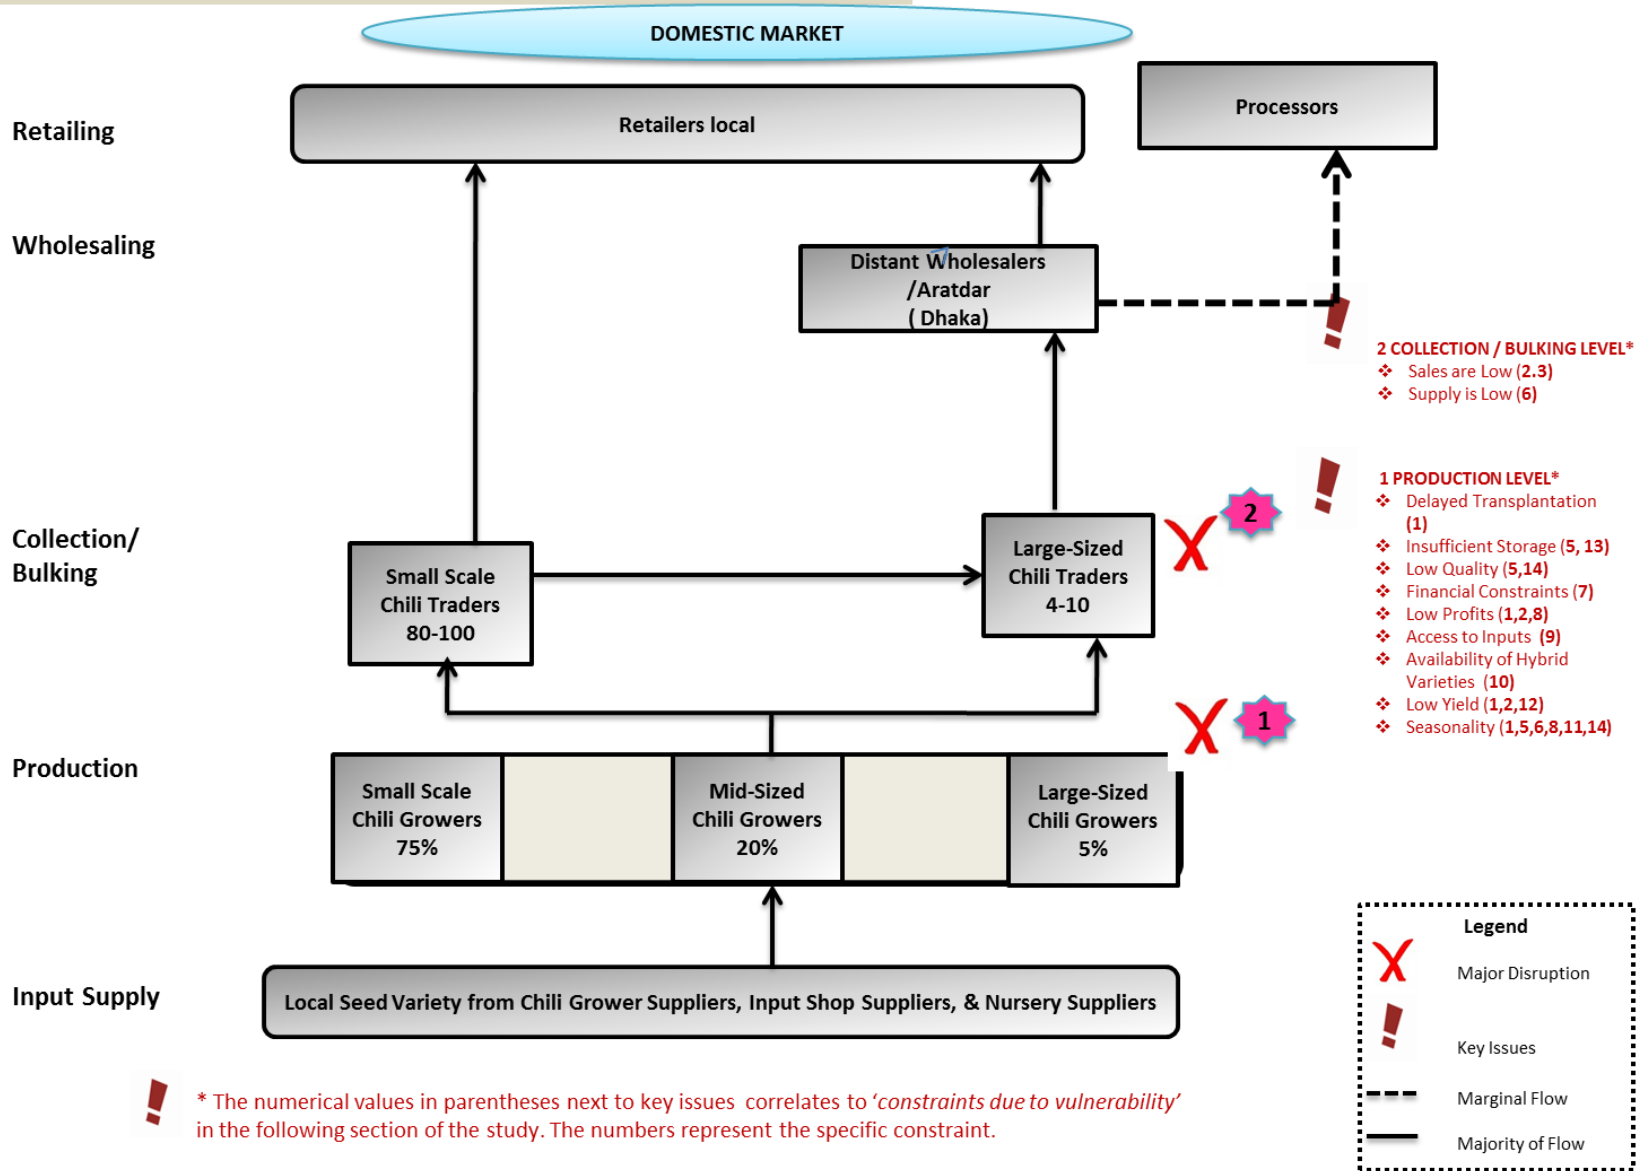 DOMESTIC MARKET
Retailing
Retailers local
Processors
Wholesaling
Distant Wholesalers
/Aratdar
( Dhaka)
2 COLLECTION / BULKING LEVEL*
❖ Sales are Low (2.3)
❖ Supply is Low (6)
1 PRODUCTION LEVEL*
❖ Delayed Transplantation
(1)
❖ Insufficient Storage (5, 13)
❖ Low Quality (5,14)
❖ Financial Constraints (7)
❖ Low Profits (1,2,8)
❖ Access to Inputs (9)
❖ Availability of Hybrid
Varieties (10)
❖ Low Yield (1,2,12)
❖ Seasonality (1,5,6,8,11,14)
Collection/
Bulking
Small Scale
Chili Traders
80-100
Large-Sized
Chili Traders
4-10
2
1
Production
Small Scale
Chili Growers
75%
Mid-Sized
Chili Growers
20%
Large-Sized
Chili Growers
5%
Input Supply
Local Seed Variety from Chili Grower Suppliers, Input Shop Suppliers, & Nursery Suppliers
Legend
Major Disruption
Key Issues
Marginal Flow
Majority of Flow
* The numerical values in parentheses next to key issues correlates to ‘constraints due to vulnerability’
in the following section of the study. The numbers represent the specific constraint.